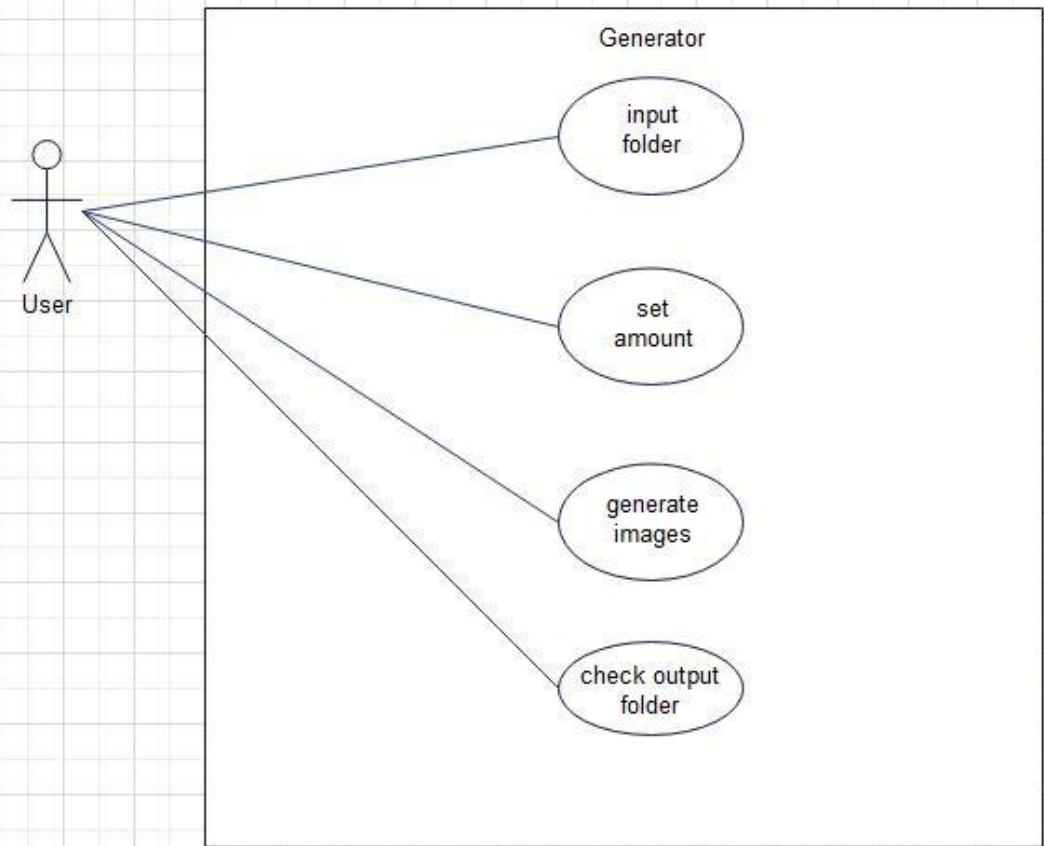 Generator
input
folder
User
set
amount
generate
images
check output
folder